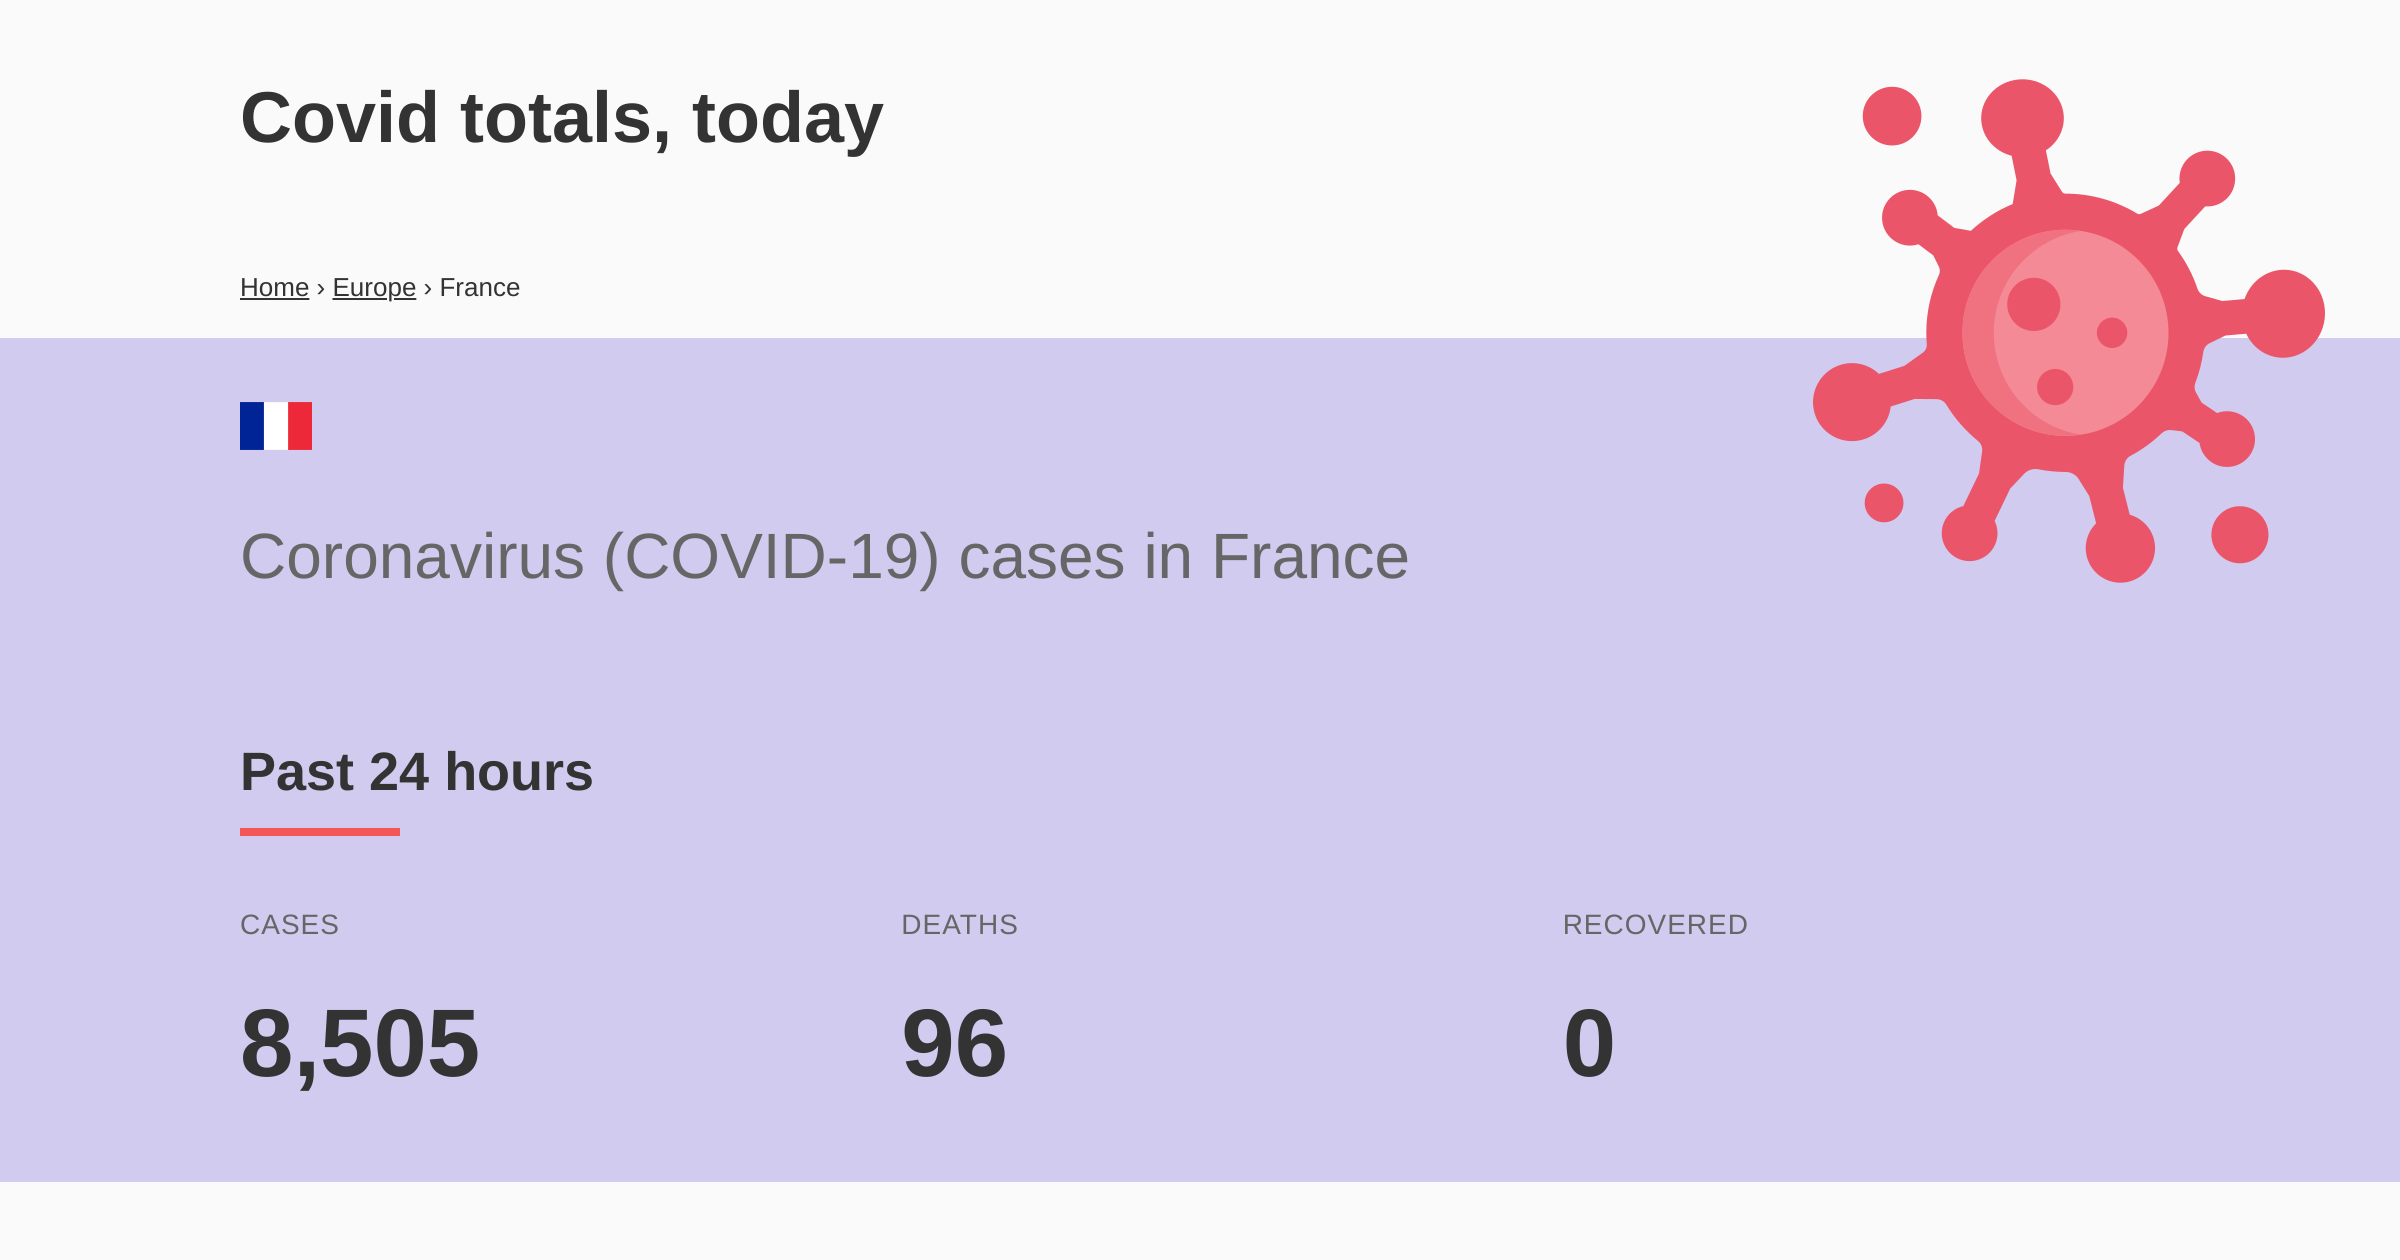 Covid totals, today
Home › Europe › France
Coronavirus (COVID-19) cases in France
Past 24 hours
CASES DEATHS RECOVERED
8,505 96 0